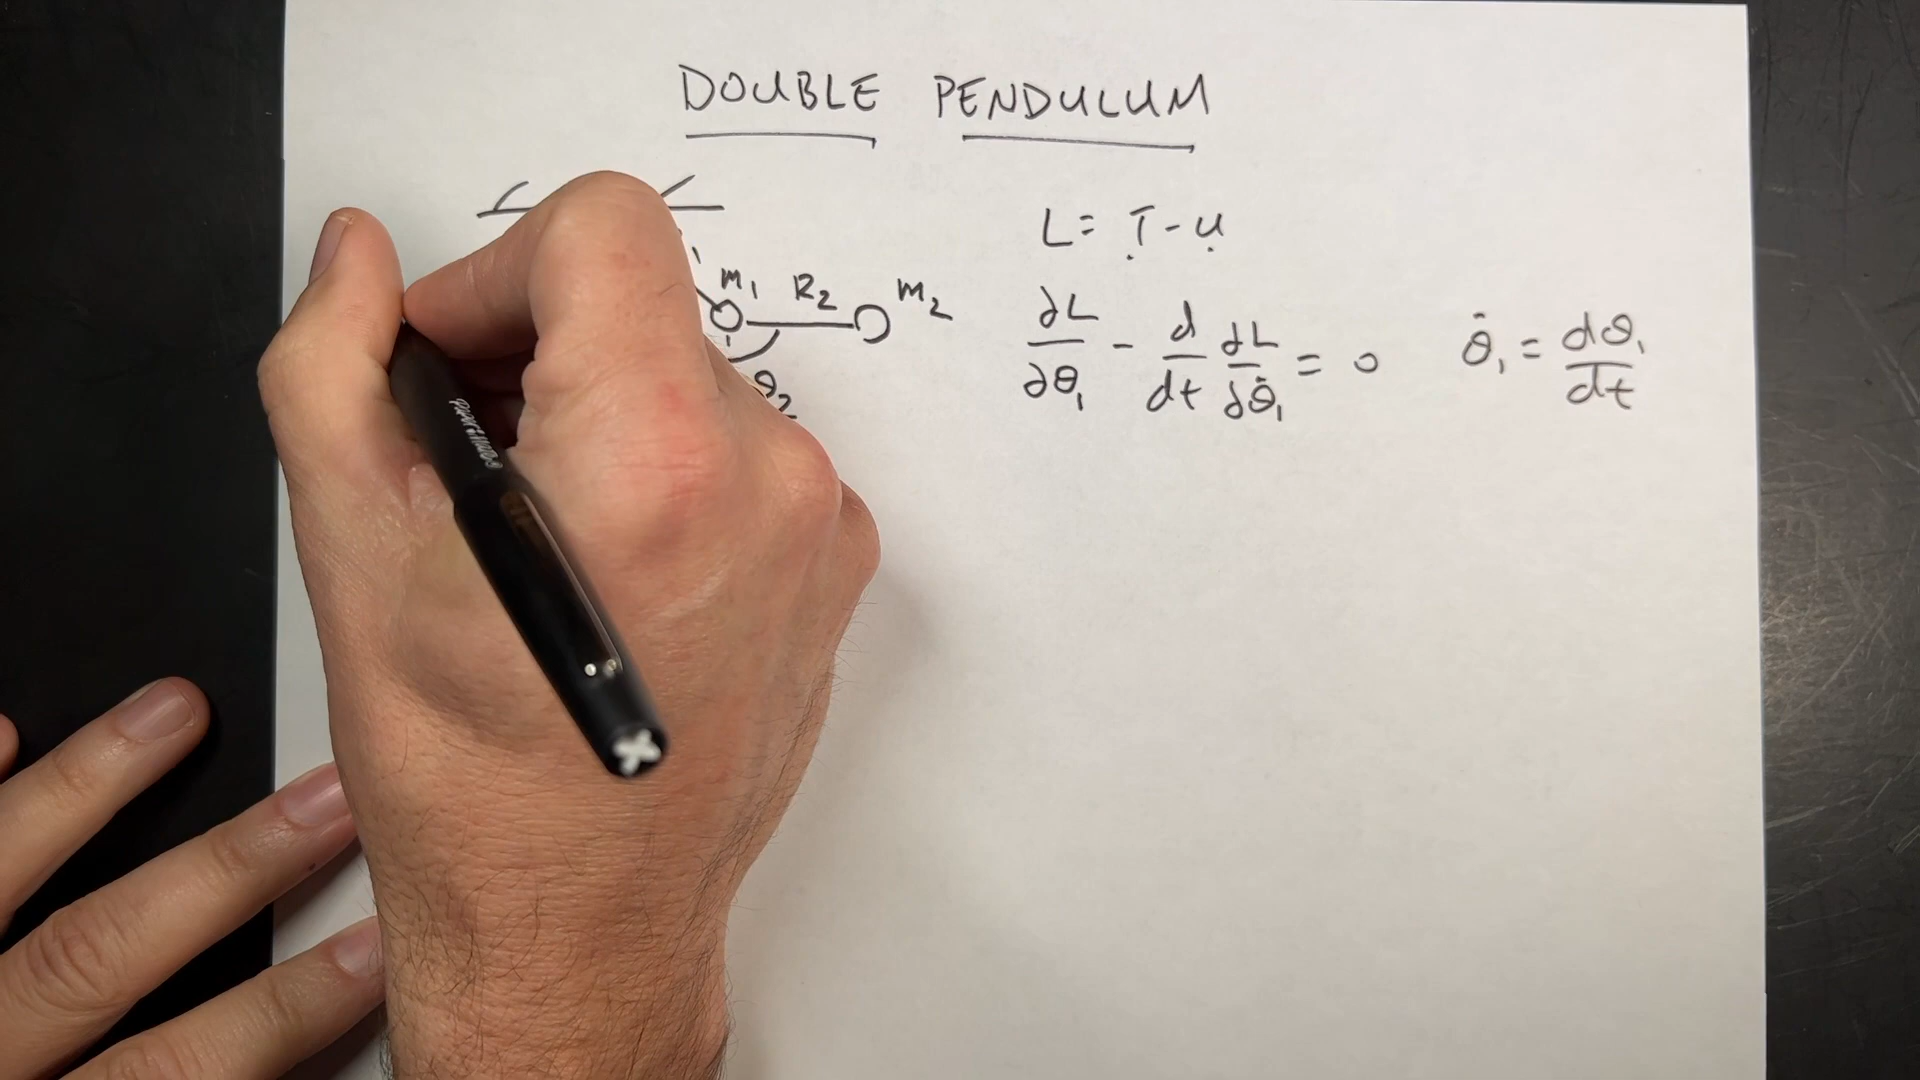 DOUBLE PENDULUM
L = T - U
m₁ R₂ m₂
θ₂
∂L/∂θ₁ - d/dt ∂L/∂θ̇₁ = 0
θ̇₁ = dθ₁/dt